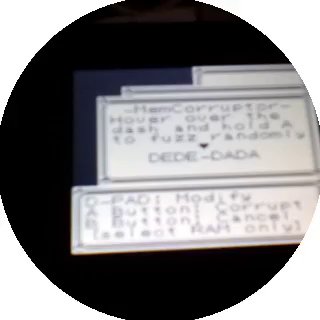 -MemCorruptor-
Hover over the
dash and hold A
to fuzz randomly
DEDE-DADA
D-PAD: Modify
A Button: Corrupt
B Button: Cancel
(select RAM only)